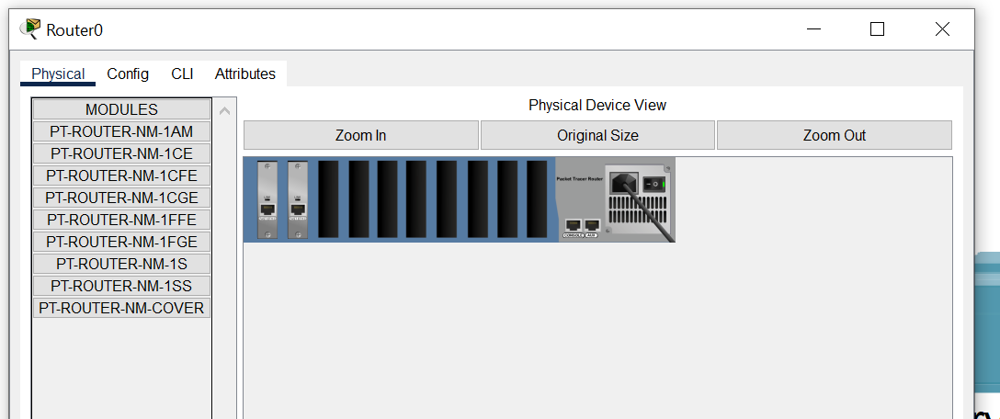 Router0
Physical Config CLI Attributes
MODULES
PT-ROUTER-NM-1AM
PT-ROUTER-NM-1CE
PT-ROUTER-NM-1CFE
PT-ROUTER-NM-1CGE
PT-ROUTER-NM-1FFE
PT-ROUTER-NM-1FGE
PT-ROUTER-NM-1S
PT-ROUTER-NM-1SS
PT-ROUTER-NM-COVER
Physical Device View
Zoom In Original Size Zoom Out
Packet Tracer Router
CONSOLE AUX